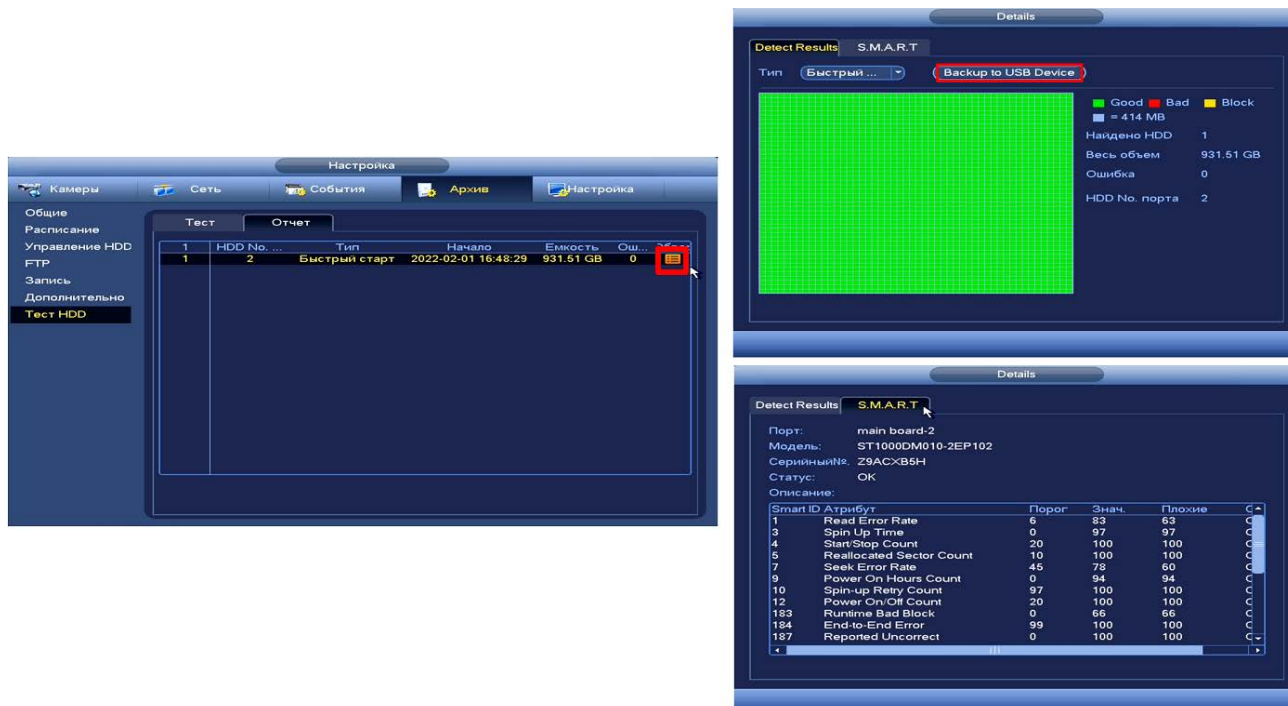 Настройка
Камеры Сеть События Архив Настройка
Общие
Расписание
Управление HDD
FTP
Запись
Дополнительно
Тест HDD
Тест Отчет
1 HDD No. ... Тип Начало Емкость Ош...
1 2 Быстрый старт 2022-02-01 16:48:29 931.51 GB 0
Details
Detect Results S.M.A.R.T
Тип Быстрый ... Backup to USB Device
Good Bad Block
= 414 MB
Найдено HDD 1
Весь объем 931.51 GB
Ошибка 0
HDD No. порта 2
Details
Detect Results S.M.A.R.T
Порт: main board-2
Модель: ST1000DM010-2EP102
Серийный№. Z9ACXB5H
Статус: OK
Описание:
Smart ID Атрибут Порог Знач. Плохие
1 Read Error Rate 6 83 63
3 Spin Up Time 0 97 97
4 Start/Stop Count 20 100 100
5 Reallocated Sector Count 10 100 100
7 Seek Error Rate 45 78 60
9 Power On Hours Count 0 94 94
10 Spin-up Retry Count 97 100 100
12 Power On/Off Count 20 100 100
183 Runtime Bad Block 0 66 66
184 End-to-End Error 99 100 100
187 Reported Uncorrect 0 100 100